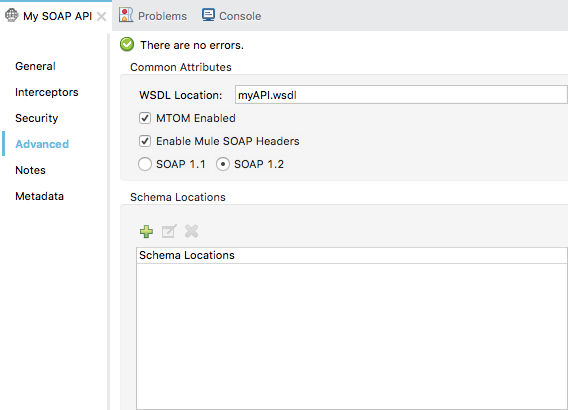 My SOAP API
Problems
Console
There are no errors.
General
Interceptors
Security
Advanced
Notes
Metadata
Common Attributes
WSDL Location: myAPI.wsdl
MTOM Enabled
Enable Mule SOAP Headers
SOAP 1.1 SOAP 1.2
Schema Locations
Schema Locations